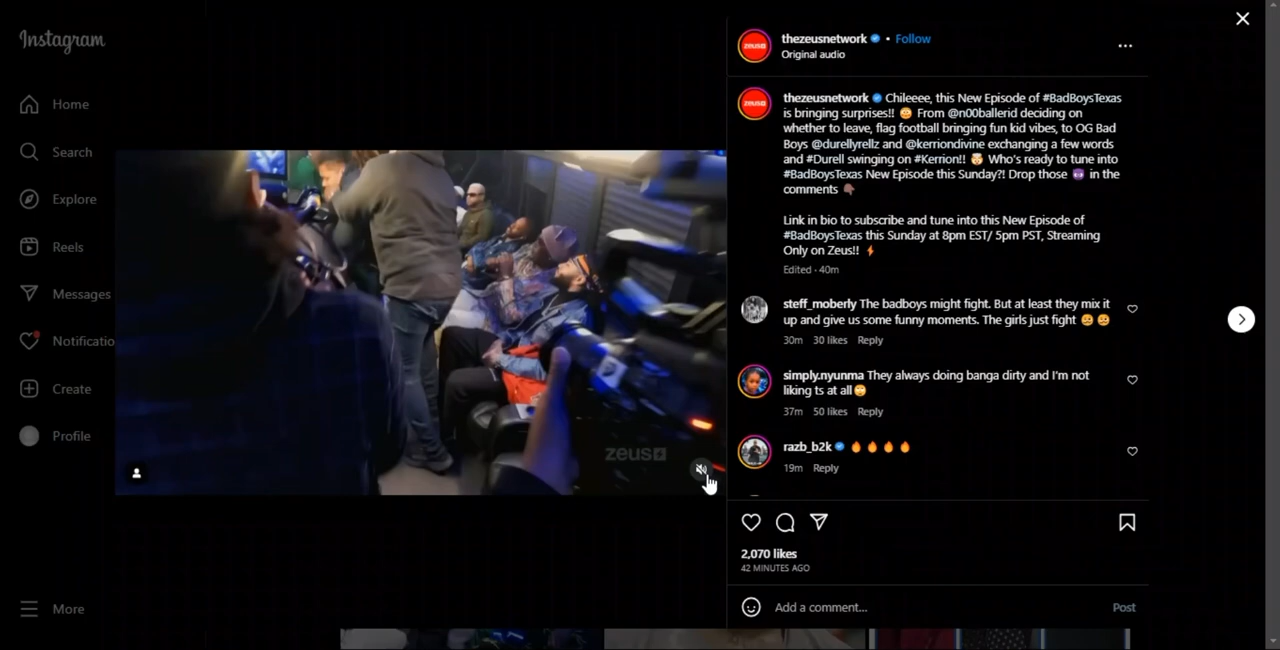 Instagram
Home
Search
Explore
Reels
Messages
Notificatio
Create
Profile
More
zeus
thezeusnetwork • Follow
Original audio
thezeusnetwork Chileeee, this New Episode of #BadBoysTexas
is bringing surprises!! 😳 From @n00ballerid deciding on
whether to leave, flag football bringing fun kid vibes, to OG Bad
Boys @durellyrellz and @kerriondivine exchanging a few words
and #Durell swinging on #Kerrion!! 🤯 Who's ready to tune into
#BadBoysTexas New Episode this Sunday?! Drop those 😈 in the
comments 👇🏾
Link in bio to subscribe and tune into this New Episode of
#BadBoysTexas this Sunday at 8pm EST/ 5pm PST, Streaming
Only on Zeus!! ⚡
Edited · 40m
steff_moberly The badboys might fight. But at least they mix it
up and give us some funny moments. The girls just fight
30m 30 likes Reply
simply.nyunma They always doing banga dirty and I'm not
liking ts at all🙄
37m 50 likes Reply
razb_b2k 🔥🔥🔥🔥
19m Reply
2,070 likes
42 MINUTES AGO
Add a comment...
Post